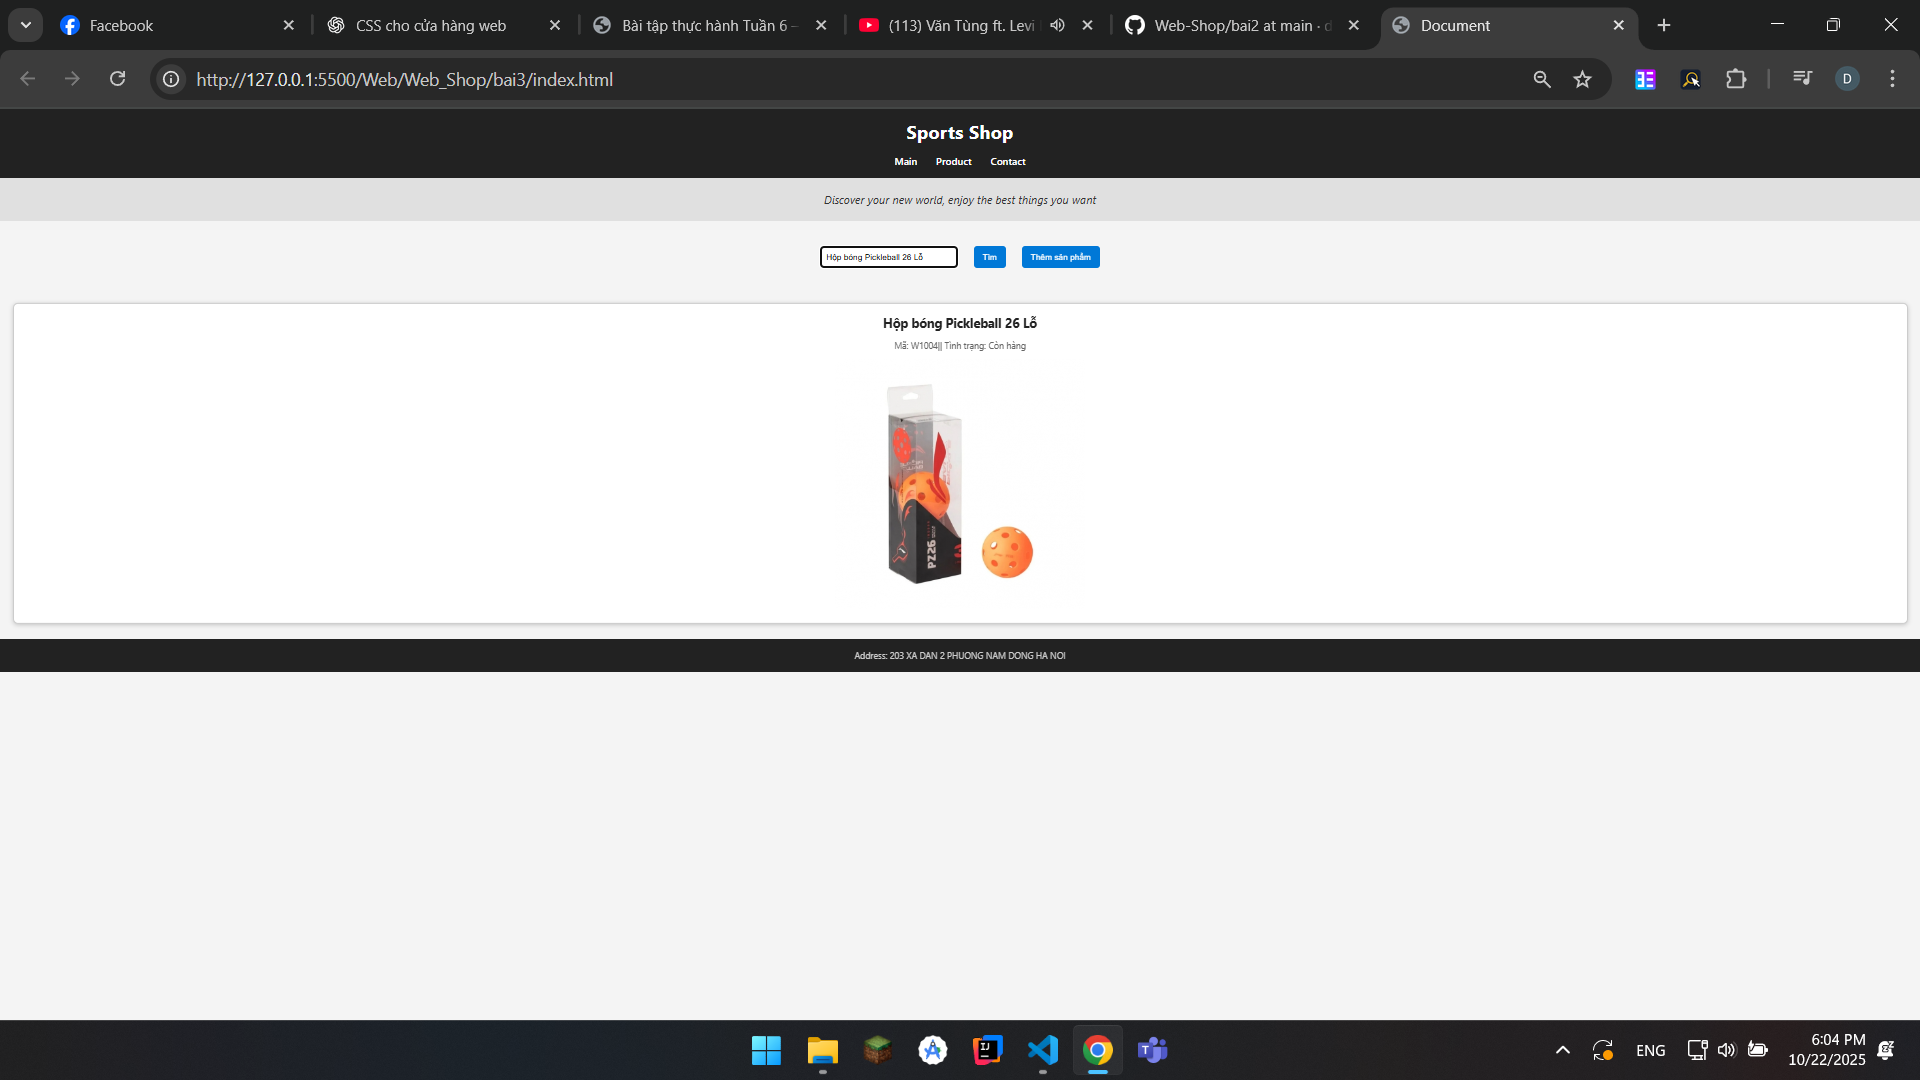 Facebook
CSS cho cửa hàng web
Bài tập thực hành Tuần 6 –
(113) Văn Tùng ft. Levi
Web-Shop/bai2 at main · d
Document
http://127.0.0.1:5500/Web/Web_Shop/bai3/index.html
D
Sports Shop
Main Product Contact
Discover your new world, enjoy the best things you want
Hộp bóng Pickleball 26 Lỗ
Tìm
Thêm sản phẩm
Hộp bóng Pickleball 26 Lỗ
Mã: W1004|| Tình trạng: Còn hàng
PZ26
Address: 203 XA DAN 2 PHUONG NAM DONG HA NOI
ENG
6:04 PM
10/22/2025